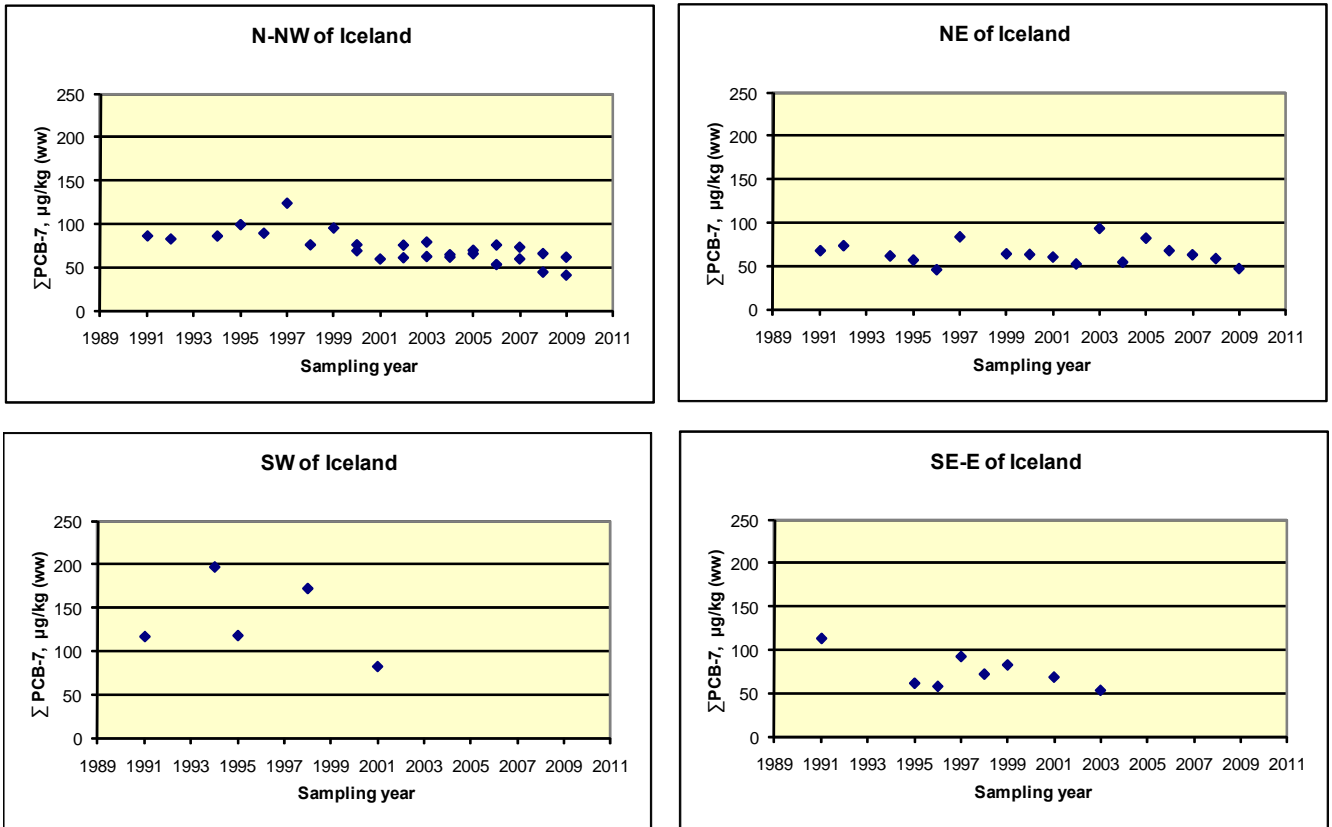 N-NW of Iceland
∑PCB-7, µg/kg (ww)
250
200
150
100
50
0
1989 1991 1993 1995 1997 1999 2001 2003 2005 2007 2009 2011
Sampling year
NE of Iceland
∑PCB-7, µg/kg (ww)
250
200
150
100
50
0
1989 1991 1993 1995 1997 1999 2001 2003 2005 2007 2009 2011
Sampling year
SW of Iceland
∑PCB-7, µg/kg (ww)
250
200
150
100
50
0
1989 1991 1993 1995 1997 1999 2001 2003 2005 2007 2009 2011
Sampling year
SE-E of Iceland
∑PCB-7, µg/kg (ww)
250
200
150
100
50
0
1989 1991 1993 1995 1997 1999 2001 2003 2005 2007 2009 2011
Sampling year